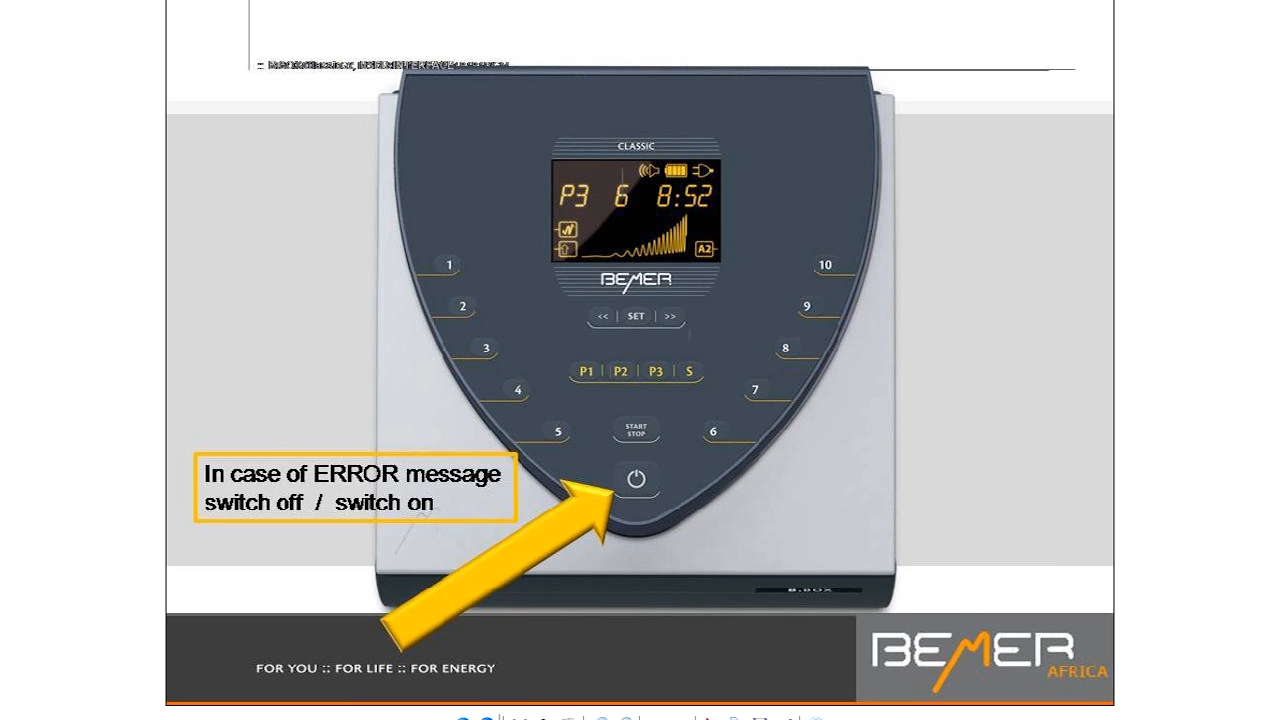 CLASSIC
P3 6 8:52
A2
BEMER
1
10
<< | SET | >>
2
9
3
8
P1 | P2 | P3 | S
4
7
5
START
STOP
6
In case of ERROR message
switch off / switch on
B.BOX
FOR YOU :: FOR LIFE :: FOR ENERGY
BEMER
AFRICA